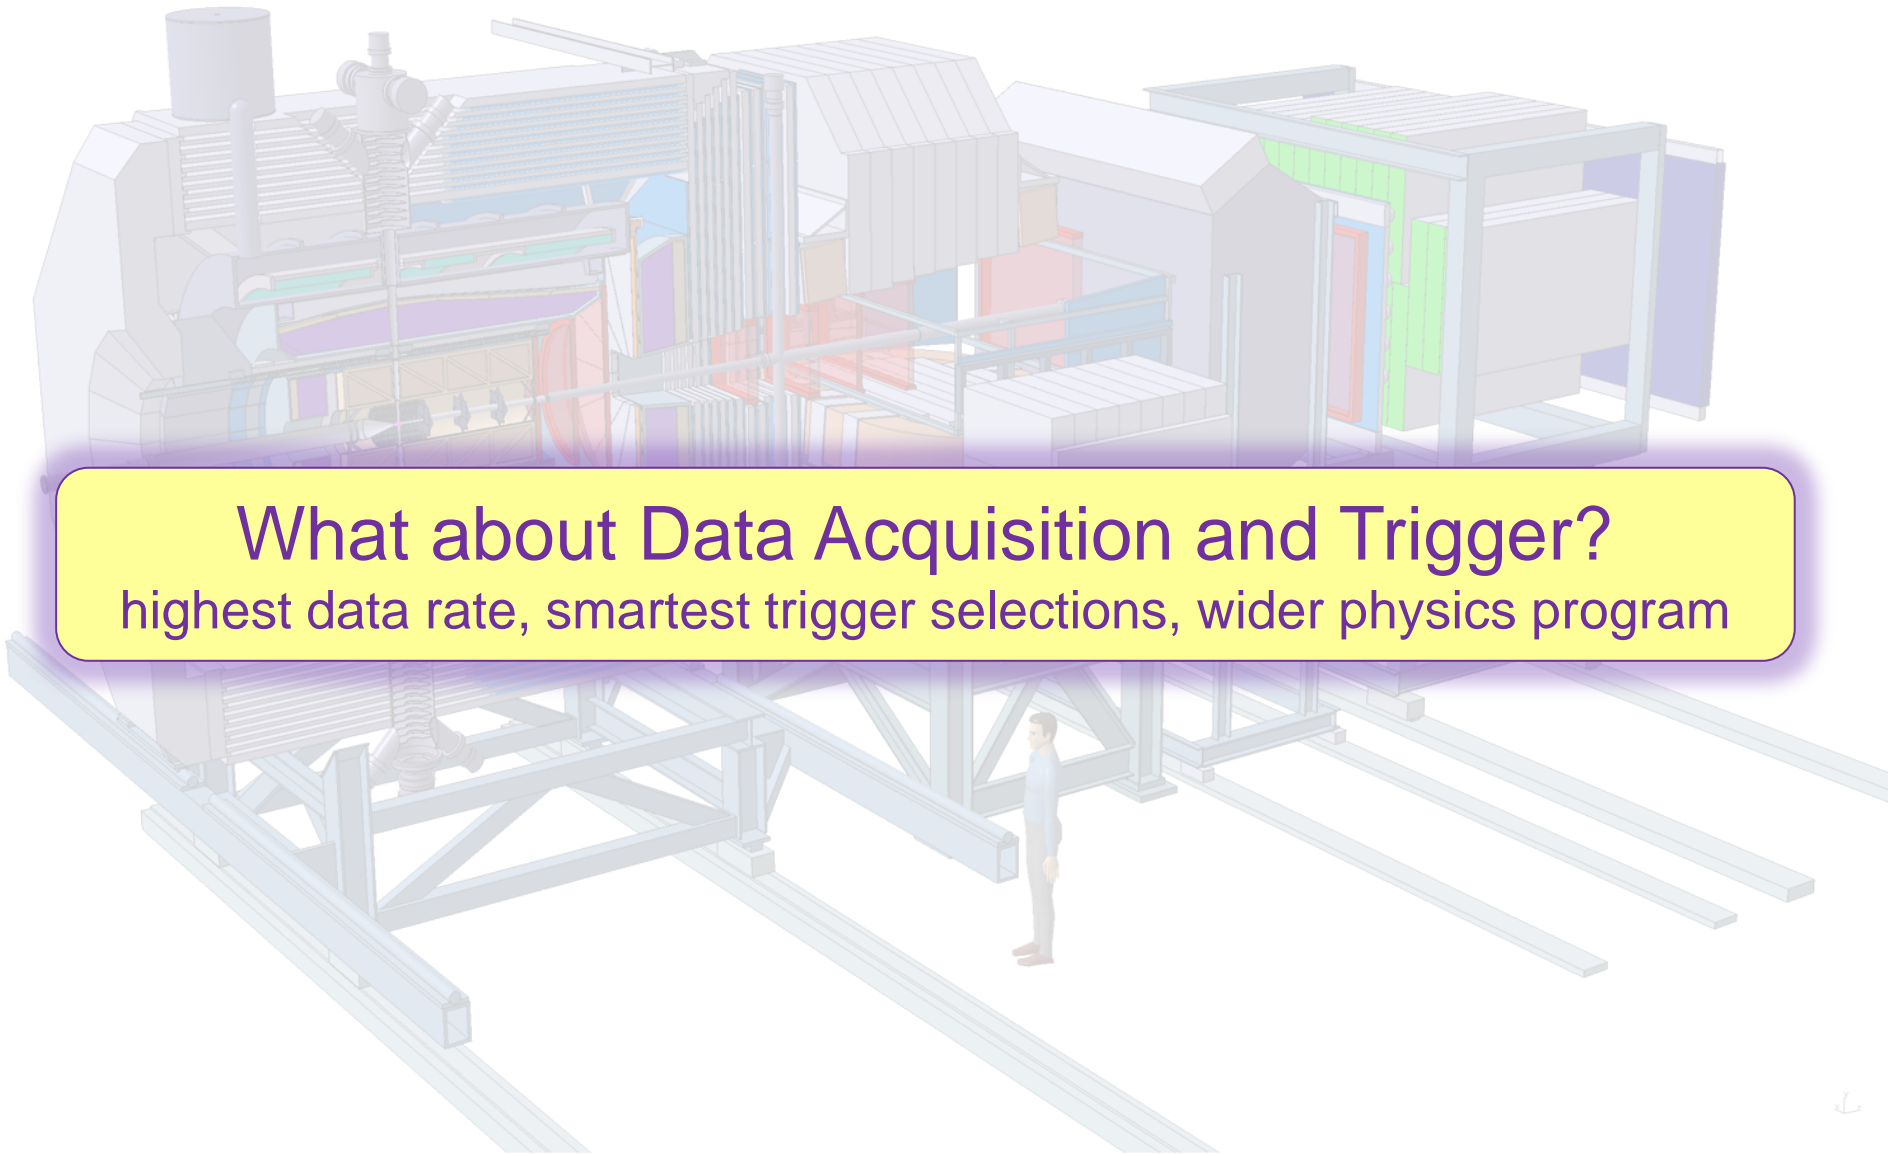 What about Data Acquisition and Trigger?
highest data rate, smartest trigger selections, wider physics program